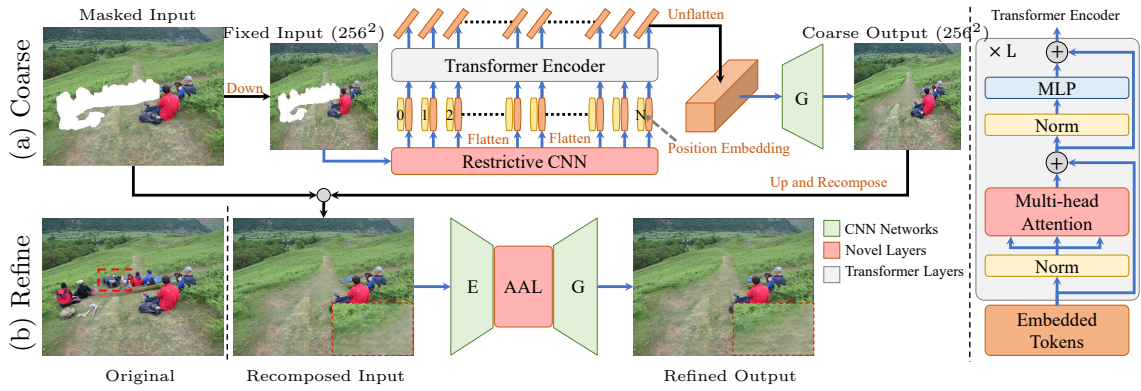 Masked Input
Fixed Input (256²)
Unflatten
Coarse Output (256²)
Transformer Encoder
(a) Coarse
Down
Transformer Encoder
0 1 2 N
Flatten
Flatten
Position Embedding
Restrictive CNN
G
Up and Recompose
× L
+
MLP
Norm
+
Multi-head
Attention
Norm
Embedded
Tokens
(b) Refine
E
AAL
G
CNN Networks
Novel Layers
Transformer Layers
Original
Recomposed Input
Refined Output